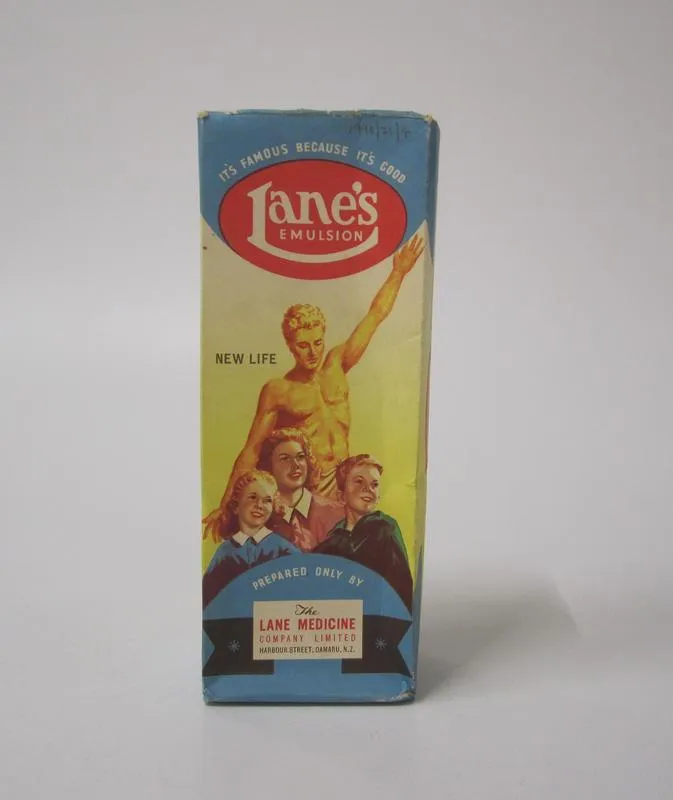 IT'S FAMOUS BECAUSE IT'S GOOD
Lane's
EMULSION
NEW LIFE
PREPARED ONLY BY
The
LANE MEDICINE
COMPANY LIMITED
HARBOUR STREET, OAMARU, N.Z.